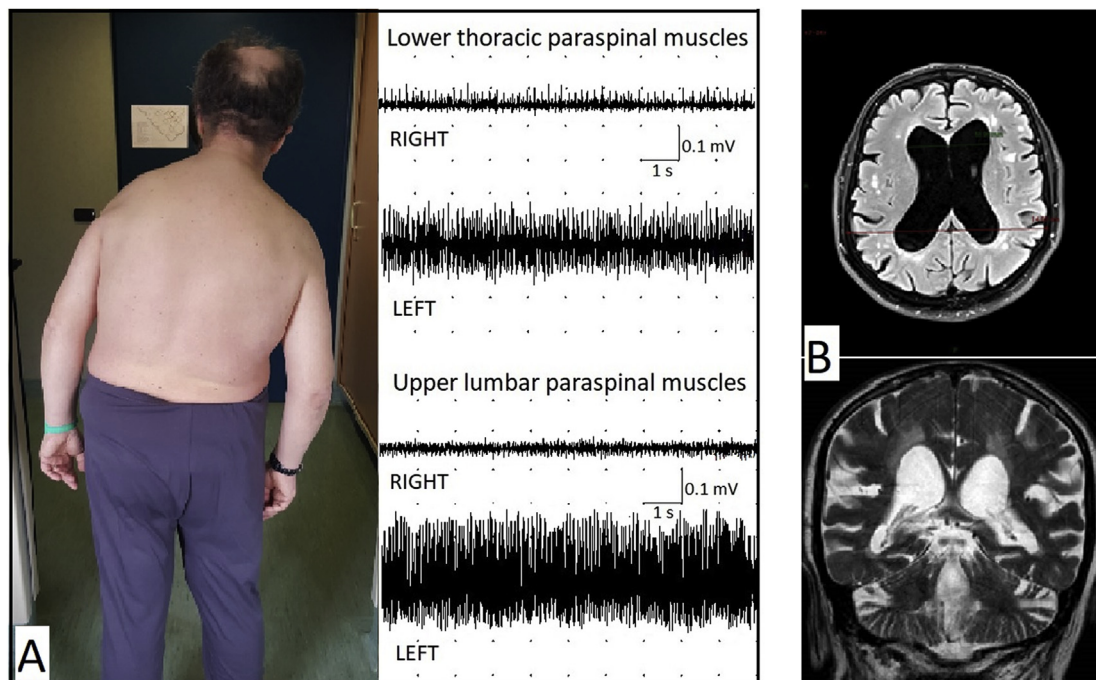 Lower thoracic paraspinal muscles
RIGHT
0.1 mV
1 s
LEFT
Upper lumbar paraspinal muscles
RIGHT
0.1 mV
1 s
LEFT
A
B